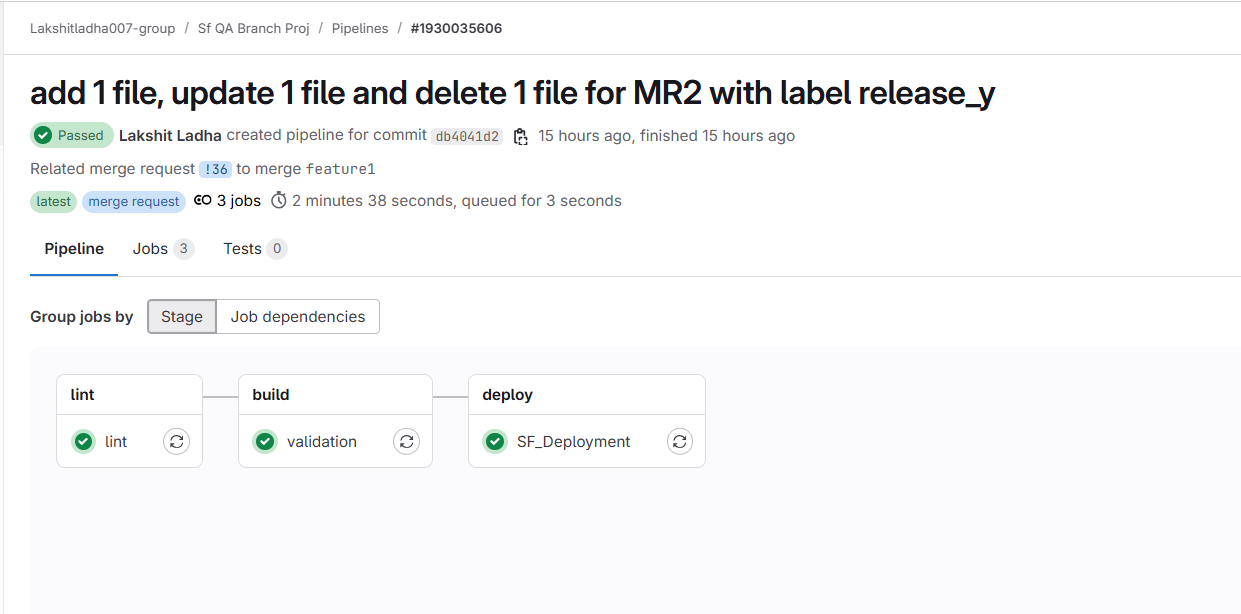 Lakshitladha007-group / Sf QA Branch Proj / Pipelines / #1930035606
add 1 file, update 1 file and delete 1 file for MR2 with label release_y
Passed Lakshit Ladha created pipeline for commit db4041d2 15 hours ago, finished 15 hours ago
Related merge request !36 to merge feature1
latest merge request 3 jobs 2 minutes 38 seconds, queued for 3 seconds
Pipeline Jobs 3 Tests 0
Group jobs by Stage Job dependencies
lint build deploy
lint validation SF_Deployment